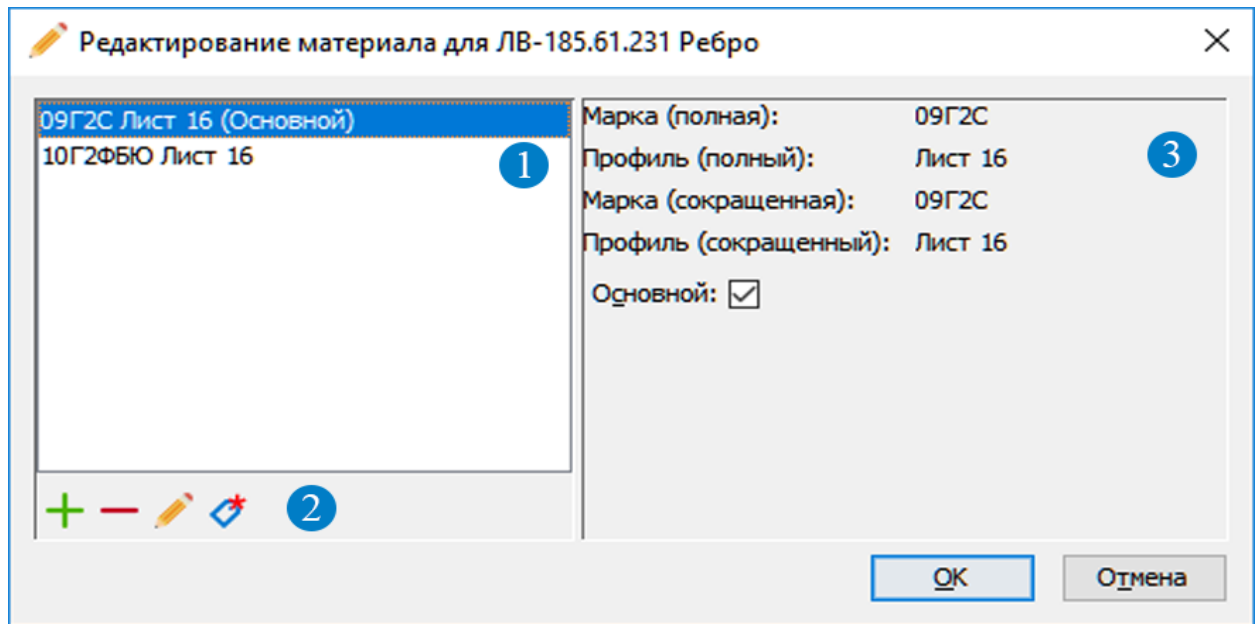 Редактирование материала для ЛВ-185.61.231 Ребро
09Г2С Лист 16 (Основной)
10Г2ФБЮ Лист 16
1
2
Марка (полная): 09Г2С
Профиль (полный): Лист 16
Марка (сокращенная): 09Г2С
Профиль (сокращенный): Лист 16
Основной:
3
OK
Отмена